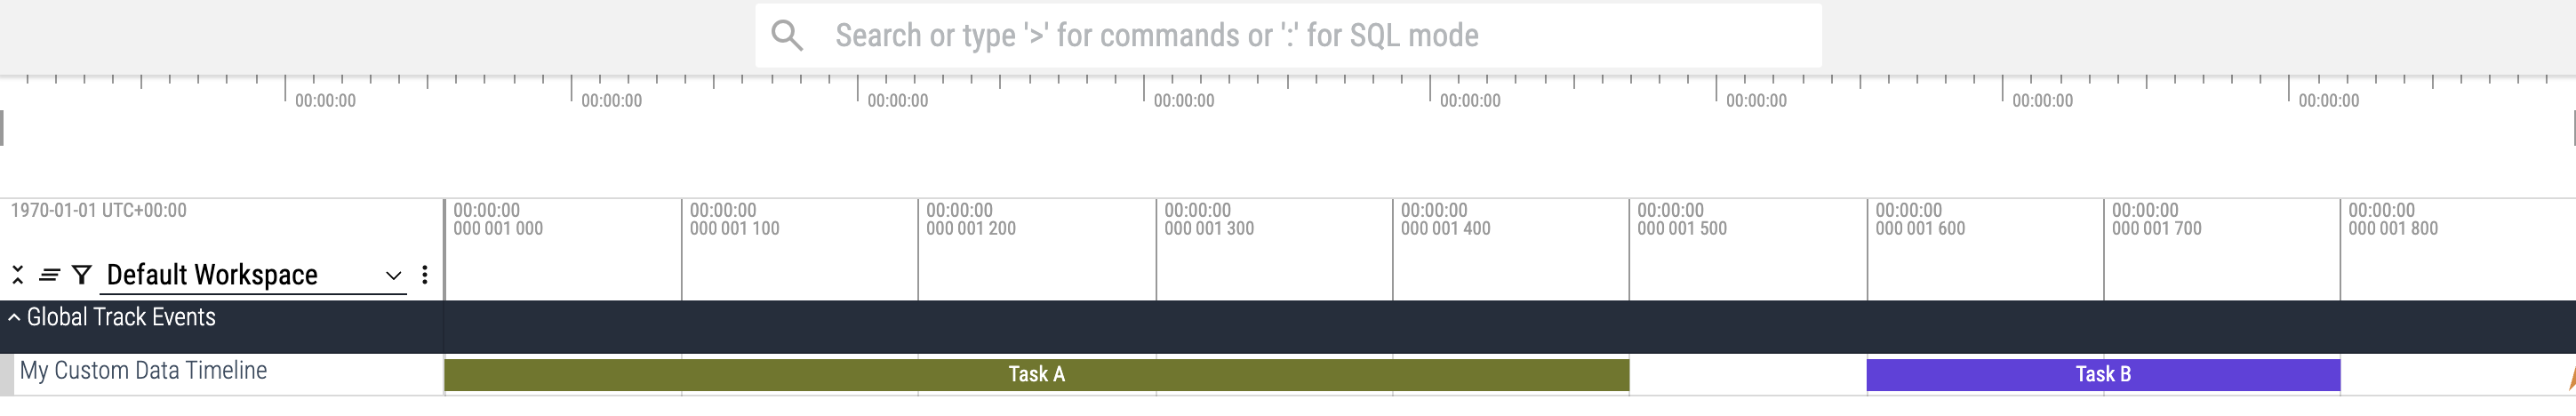 Search or type '>' for commands or ':' for SQL mode
00:00:00 00:00:00 00:00:00 00:00:00 00:00:00 00:00:00 00:00:00 00:00:00
1970-01-01 UTC+00:00 00:00:00 00:00:00 00:00:00 00:00:00 00:00:00 00:00:00 00:00:00 00:00:00 00:00:00
000 001 000 000 001 100 000 001 200 000 001 300 000 001 400 000 001 500 000 001 600 000 001 700 000 001 800
Default Workspace
Global Track Events
My Custom Data Timeline Task A Task B